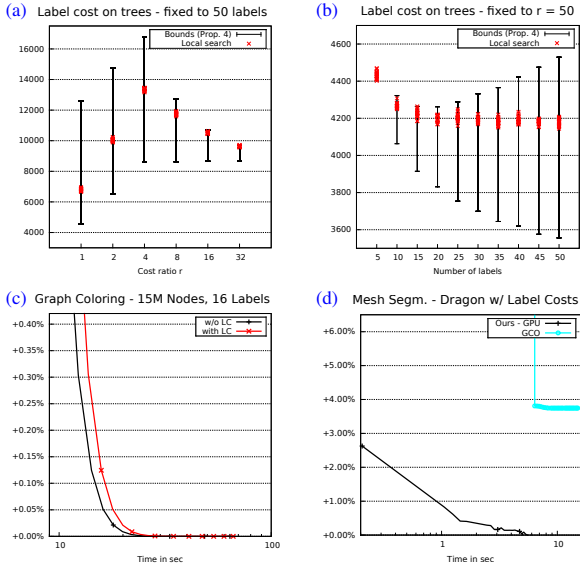 (a) Label cost on trees - fixed to 50 labels
Bounds (Prop. 4)
Local search
16000
14000
12000
10000
8000
6000
4000
1 2 4 8 16 32
Cost ratio r
(b) Label cost on trees - fixed to r = 50
Bounds (Prop. 4)
Local search
4600
4400
4200
4000
3800
3600
5 10 15 20 25 30 35 40 45 50
Number of labels
(c) Graph Coloring - 15M Nodes, 16 Labels
w/o LC
with LC
+0.40%
+0.35%
+0.30%
+0.25%
+0.20%
+0.15%
+0.10%
+0.05%
+0.00%
10 100
Time in sec
(d) Mesh Segm. - Dragon w/ Label Costs
Ours - GPU
GCO
+6.00%
+5.00%
+4.00%
+3.00%
+2.00%
+1.00%
+0.00%
1 10
Time in sec